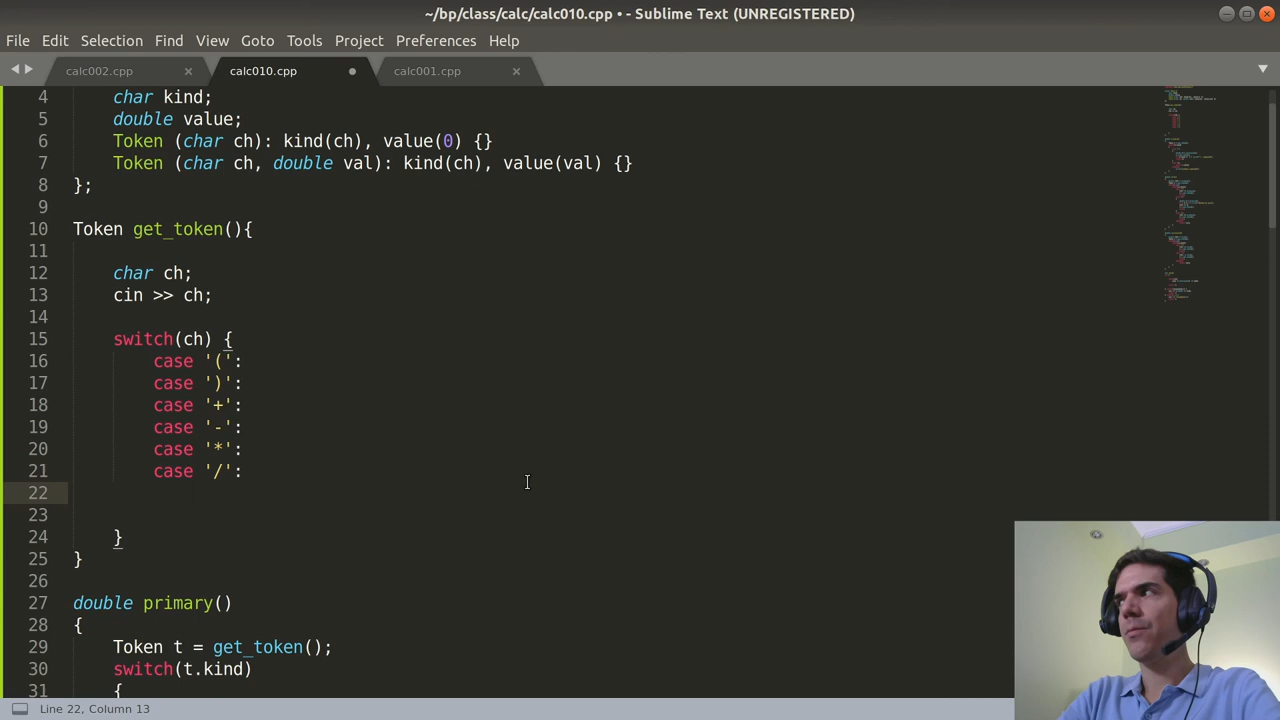 ~/bp/class/calc/calc010.cpp • - Sublime Text (UNREGISTERED)
File Edit Selection Find View Goto Tools Project Preferences Help
calc002.cpp calc010.cpp calc001.cpp
4 char kind;
5 double value;
6 Token (char ch): kind(ch), value(0) {}
7 Token (char ch, double val): kind(ch), value(val) {}
8 };
9
10 Token get_token(){
11
12 char ch;
13 cin >> ch;
14
15 switch(ch) {
16 case '(':
17 case ')':
18 case '+':
19 case '-':
20 case '*':
21 case '/':
22
23
24 }
25 }
26
27 double primary()
28 {
29 Token t = get_token();
30 switch(t.kind)
31 {
Line 22, Column 13